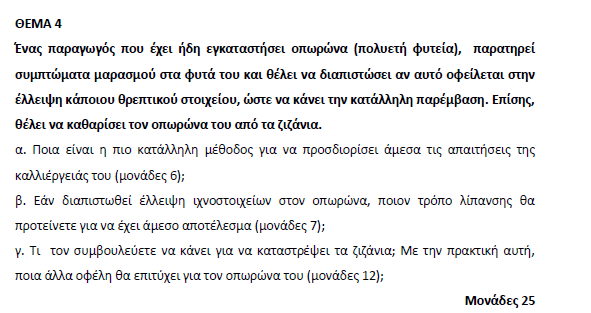 ΘΕΜΑ 4
Ένας παραγωγός που έχει ήδη εγκαταστήσει οπωρώνα (πολυετή φυτεία), παρατηρεί
συμπτώματα μαρασμού στα φυτά του και θέλει να διαπιστώσει αν αυτό οφείλεται στην
έλλειψη κάποιου θρεπτικού στοιχείου, ώστε να κάνει την κατάλληλη παρέμβαση. Επίσης,
θέλει να καθαρίσει τον οπωρώνα του από τα ζιζάνια.
α. Ποια είναι η πιο κατάλληλη μέθοδος για να προσδιορίσει άμεσα τις απαιτήσεις της
καλλιέργειάς του (μονάδες 6);
β. Εάν διαπιστωθεί έλλειψη ιχνοστοιχείων στον οπωρώνα, ποιον τρόπο λίπανσης θα
προτείνετε για να έχει άμεσο αποτέλεσμα (μονάδες 7);
γ. Τι τον συμβουλεύετε να κάνει για να καταστρέψει τα ζιζάνια; Με την πρακτική αυτή,
ποια άλλα οφέλη θα επιτύχει για τον οπωρώνα του (μονάδες 12);
Μονάδες 25